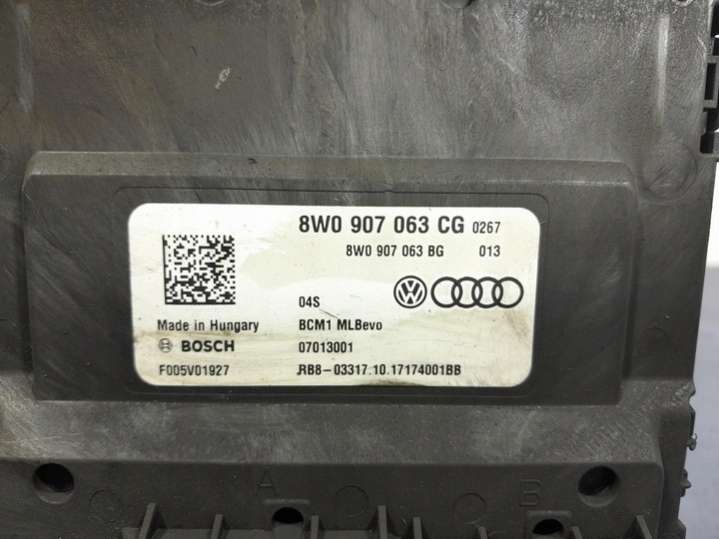 8W0 907 063 CG 0267
8W0 907 063 BG 013
04S
Made in Hungary BCM1 MLBevo
BOSCH 07013001
F005V01927 RB8-03317.10.17174001BB
A B